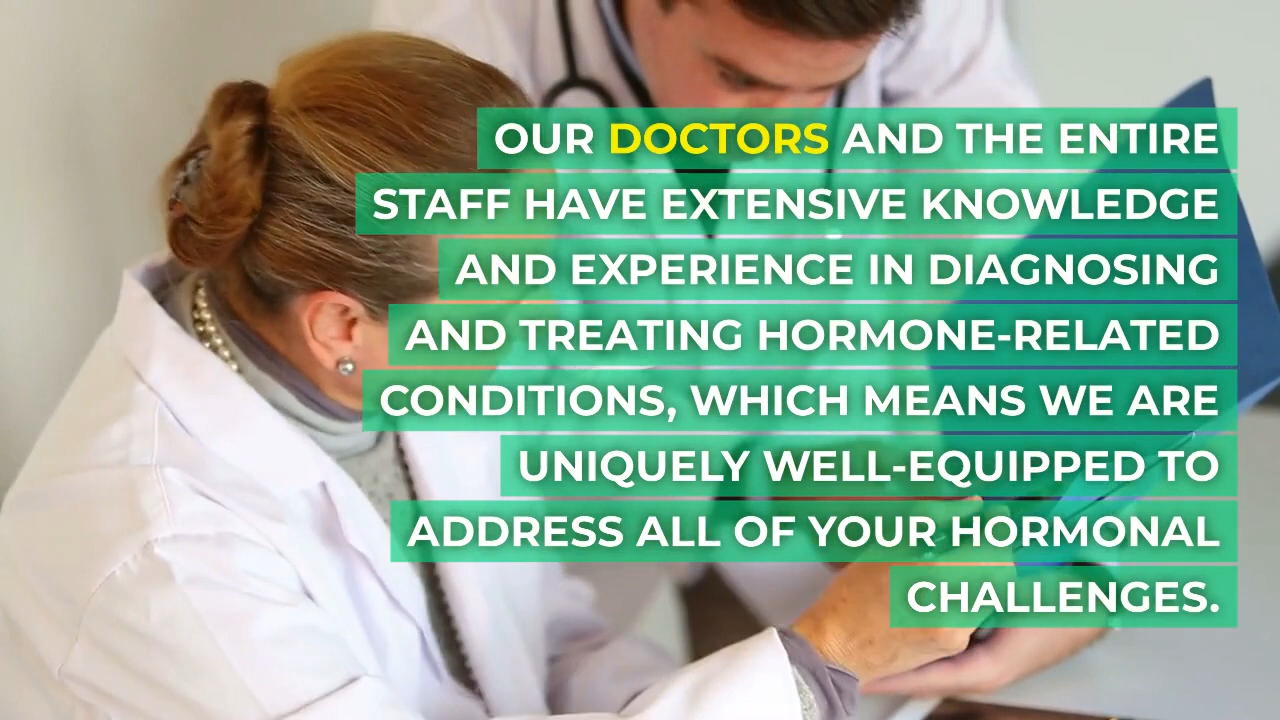 OUR DOCTORS AND THE ENTIRE
STAFF HAVE EXTENSIVE KNOWLEDGE
AND EXPERIENCE IN DIAGNOSING
AND TREATING HORMONE-RELATED
CONDITIONS, WHICH MEANS WE ARE
UNIQUELY WELL-EQUIPPED TO
ADDRESS ALL OF YOUR HORMONAL
CHALLENGES.